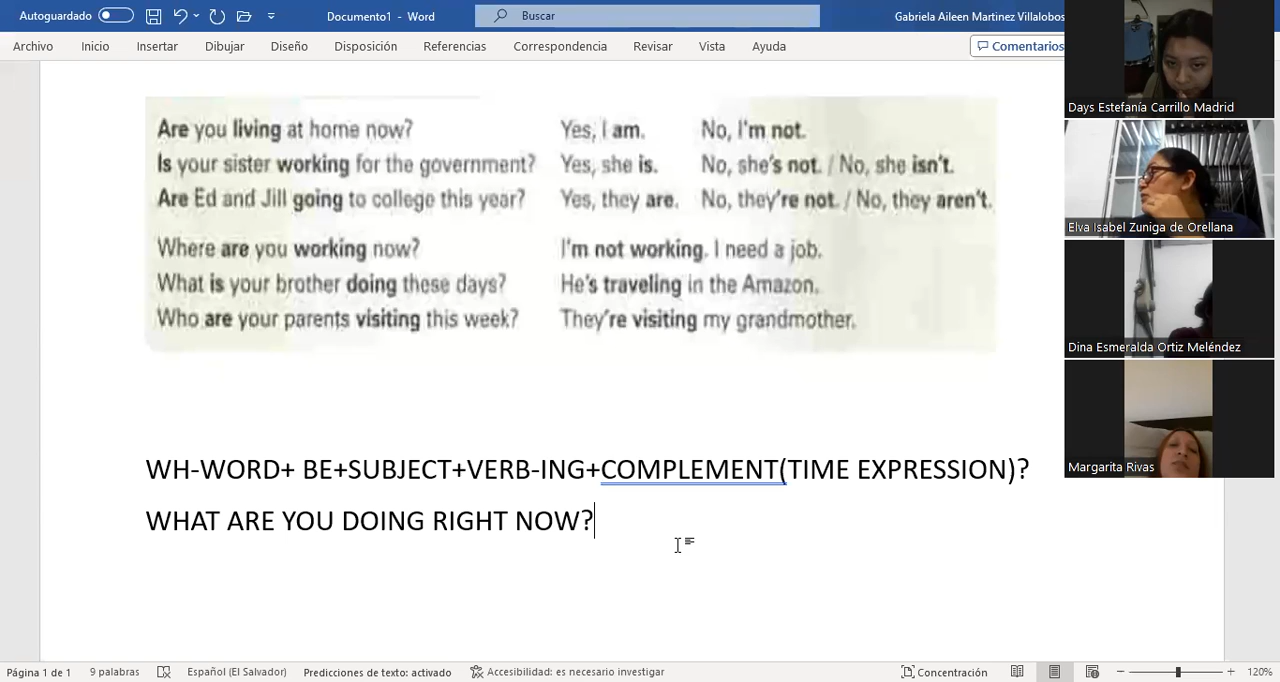 Autoguardado
Documento1 - Word
Buscar
Gabriela Aileen Martinez Villalobos
Archivo Inicio Insertar Dibujar Diseño Disposición Referencias Correspondencia Revisar Vista Ayuda Comentarios
Are you living at home now? Yes, I am. No, I'm not.
Is your sister working for the government? Yes, she is. No, she's not. / No, she isn't.
Are Ed and Jill going to college this year? Yes, they are. No, they're not. / No, they aren't.
Where are you working now? I'm not working. I need a job.
What is your brother doing these days? He's traveling in the Amazon.
Who are your parents visiting this week? They're visiting my grandmother.
WH-WORD+ BE+SUBJECT+VERB-ING+COMPLEMENT(TIME EXPRESSION)?
WHAT ARE YOU DOING RIGHT NOW?
Days Estefanía Carrillo Madrid
Elva Isabel Zuniga de Orellana
Dina Esmeralda Ortiz Meléndez
Margarita Rivas
Página 1 de 1 9 palabras Español (El Salvador) Predicciones de texto: activado Accesibilidad: es necesario investigar Concentración 120%